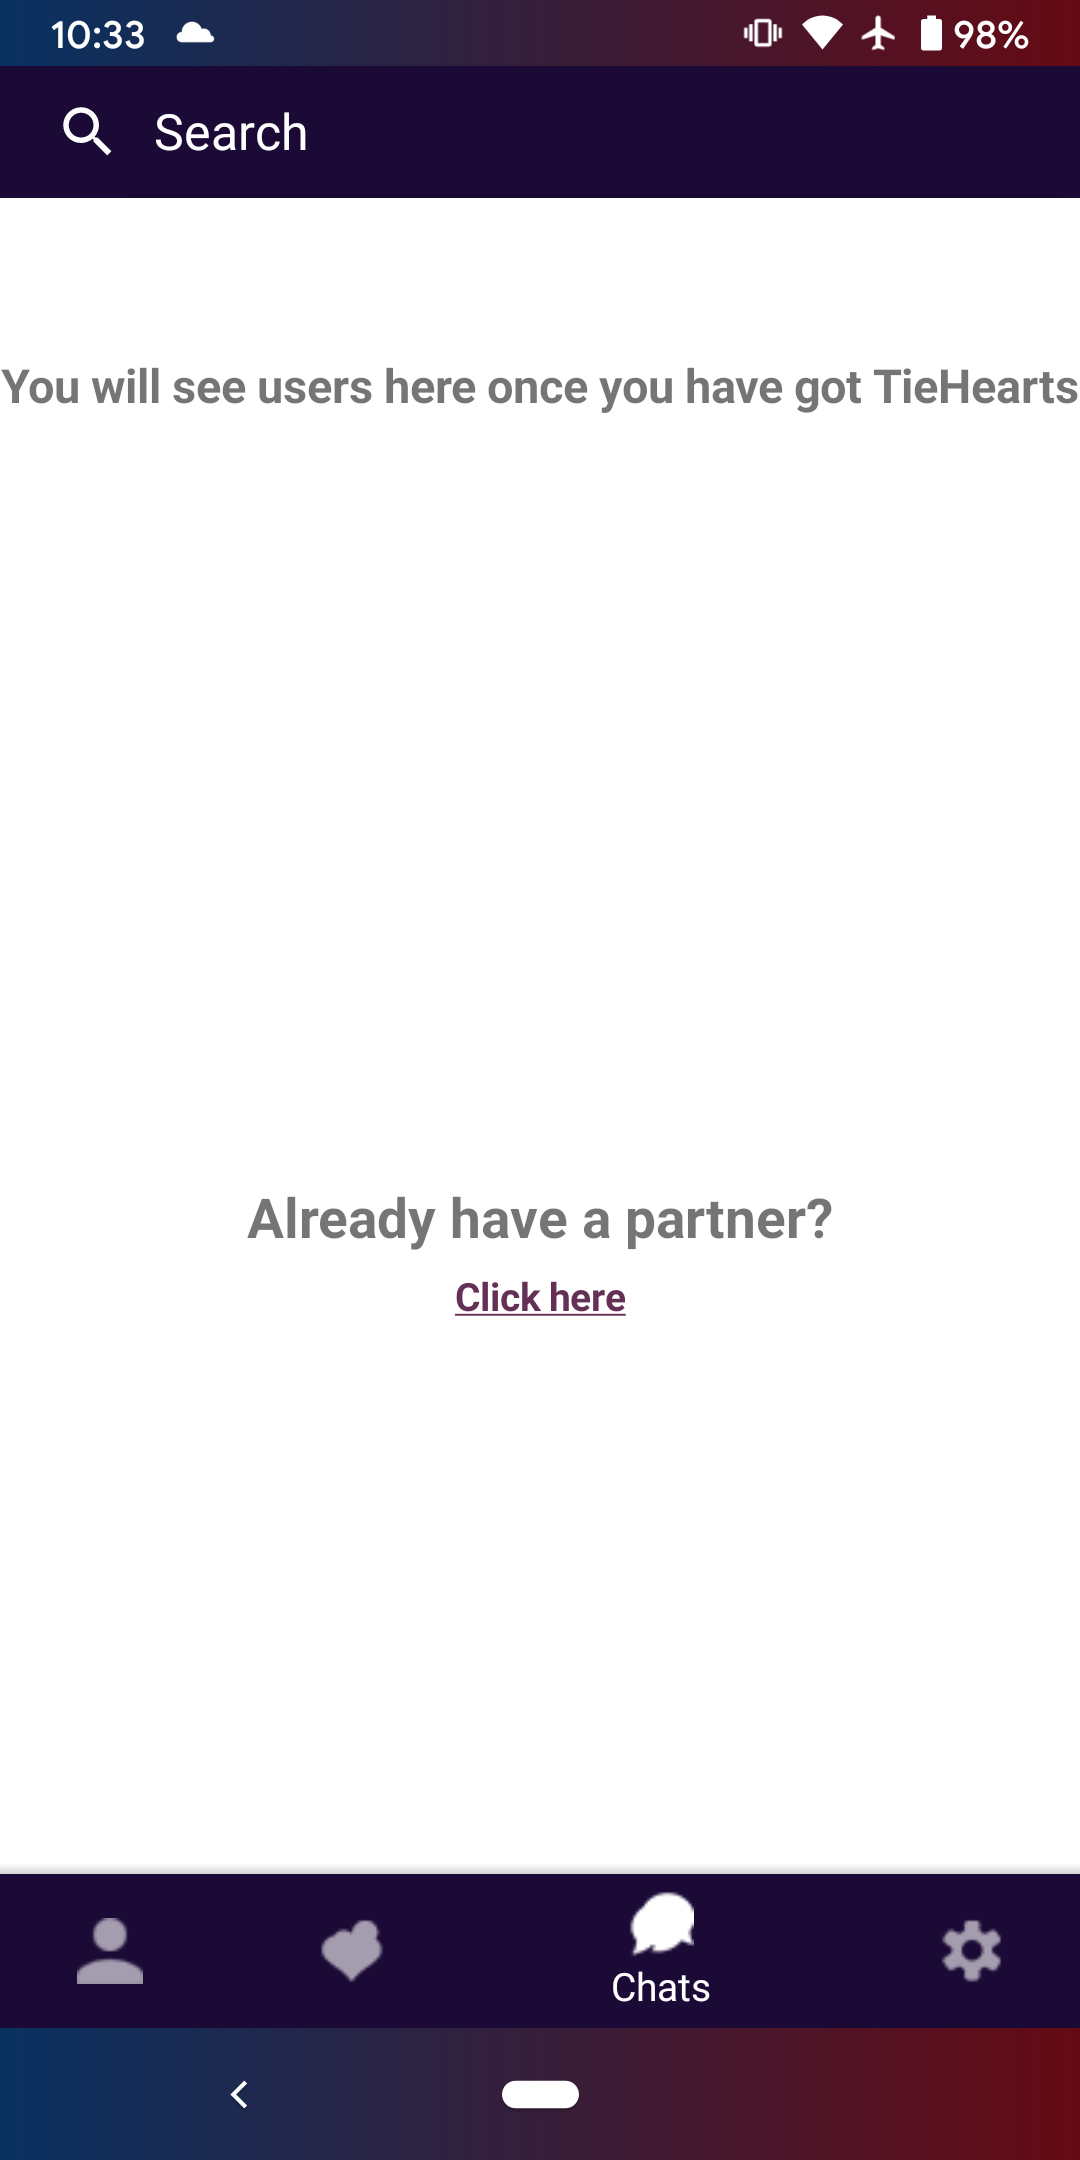 10:33
98%
Search
You will see users here once you have got TieHearts
Already have a partner?
Click here
Chats